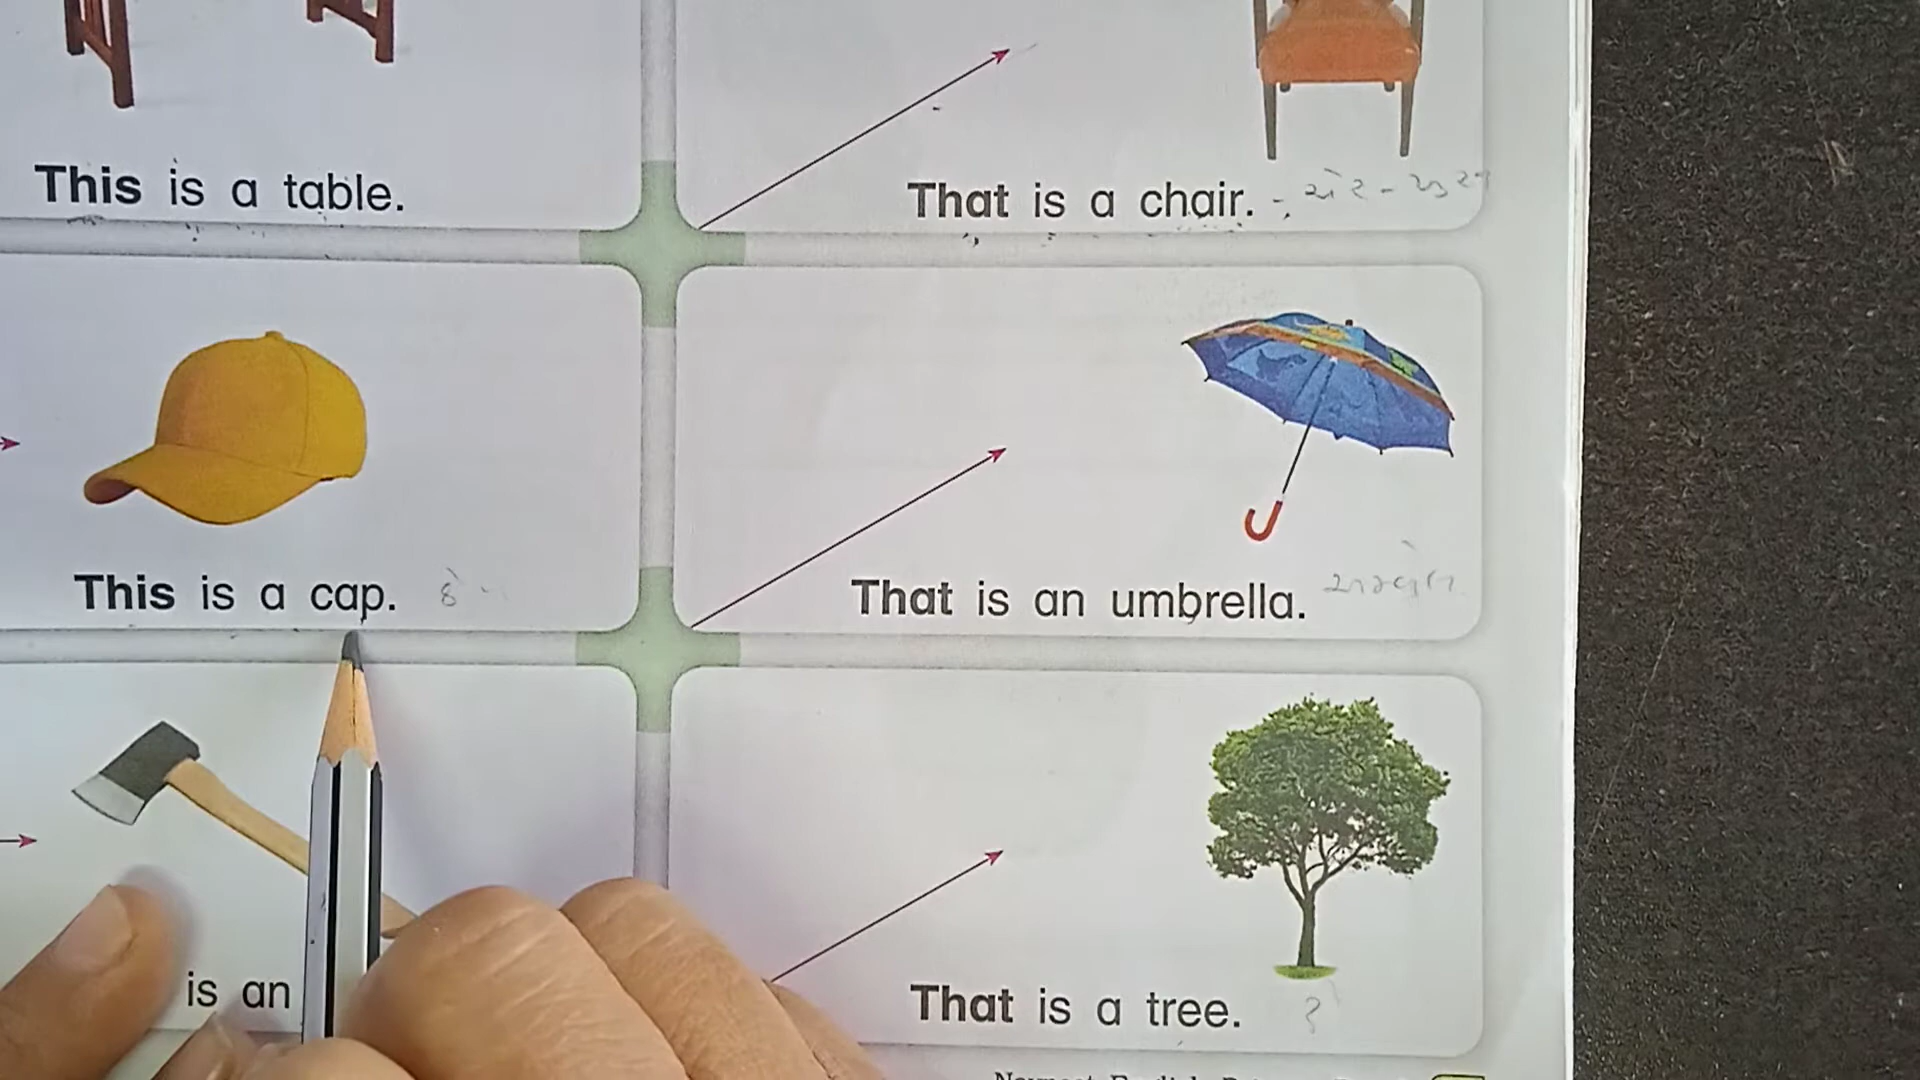 This is a table.
That is a chair.
This is a cap.
That is an umbrella.
is an
That is a tree.
?